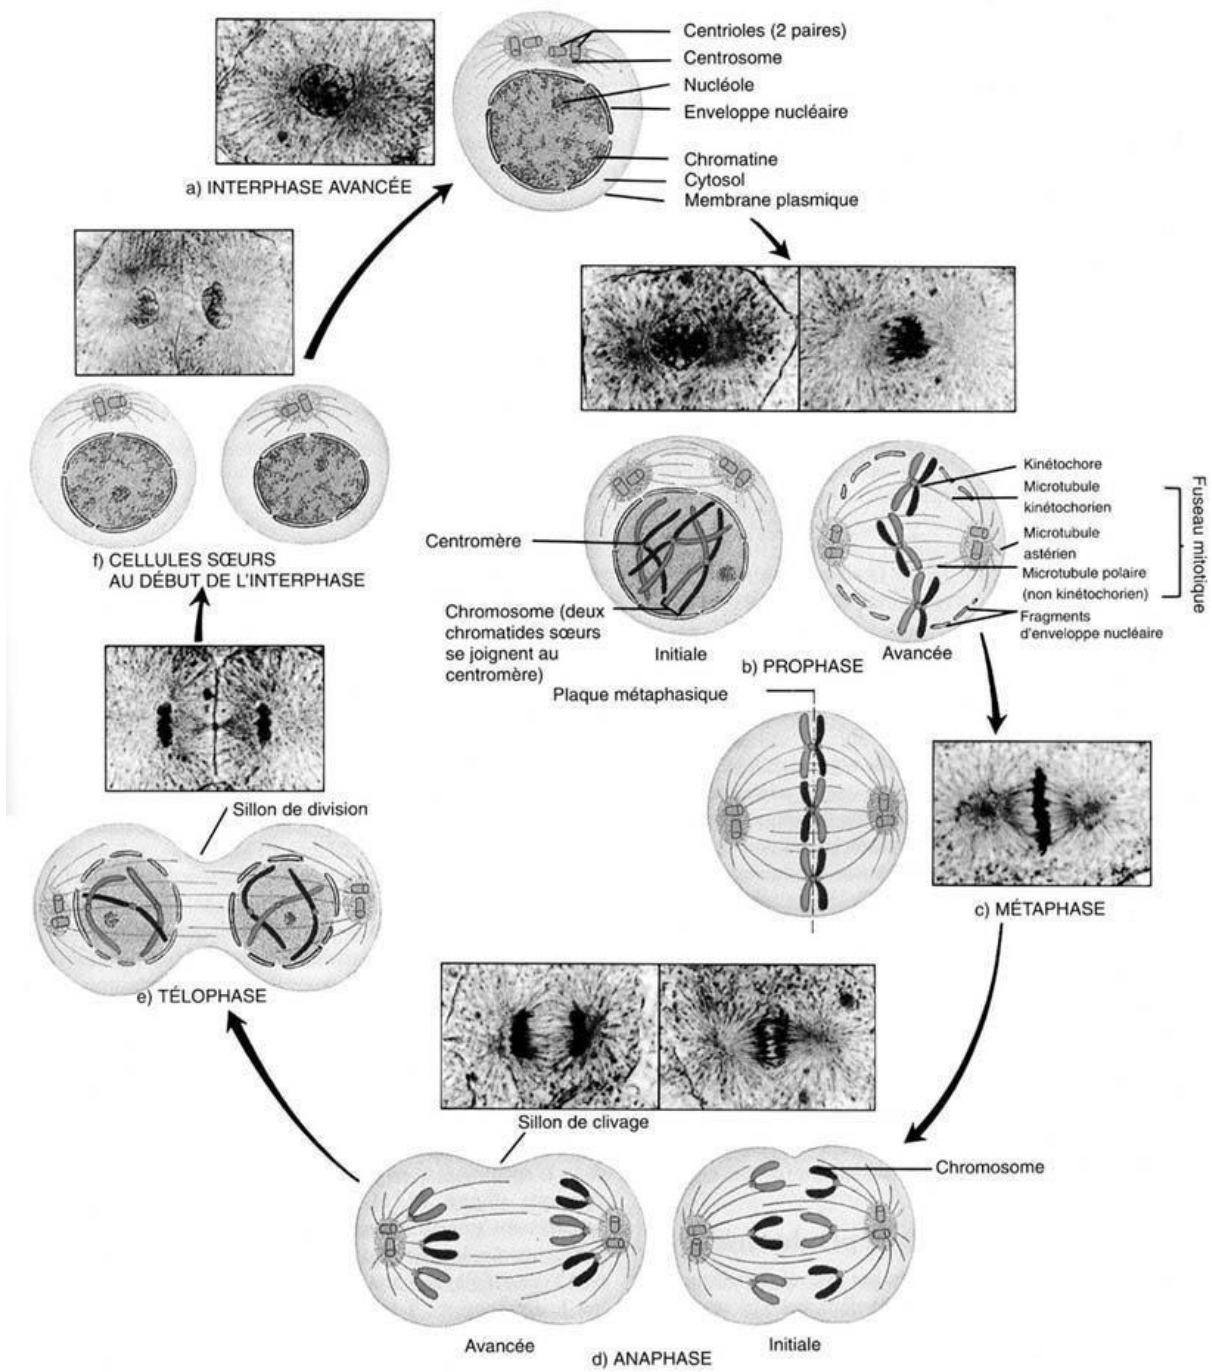 Centrioles (2 paires)
Centrosome
Nucléole
Enveloppe nucléaire
Chromatine
Cytosol
Membrane plasmique
a) INTERPHASE AVANCÉE
Kinétochore
Microtubule
kinétochorien
Microtubule
astérien
Microtubule polaire
(non kinétochorien)
Fragments
d'enveloppe nucléaire
Fuseau mitotique
Centromère
Chromosome (deux
chromatides sœurs
se joignent au
centromère)
Initiale
Avancée
b) PROPHASE
f) CELLULES SŒURS
AU DÉBUT DE L'INTERPHASE
Plaque métaphasique
c) MÉTAPHASE
Sillon de division
e) TÉLOPHASE
Sillon de clivage
Chromosome
Avancée
Initiale
d) ANAPHASE